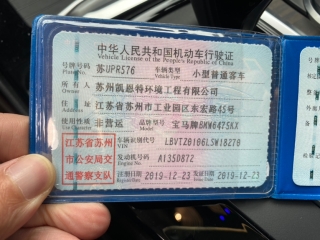 中华人民共和国机动车行驶证
Vehicle License of the People's Republic of China
号牌号码 苏UPR576 车辆类型 小型普通客车
Plate No. Vehicle Type
所有人 苏州凯恩特环境工程有限公司
Owner
住址 江苏省苏州市工业园区东宏路45号
Address
使用性质 非营运 品牌型号 宝马牌BMW6475KX
Use Character Model
江苏省苏州市公安局交通警察支队
车辆识别代号 LBVTZ0106LSW18270
VIN
发动机号码 A135D872
Engine No.
注册日期 2019-12-23 发证日期 2019-12-23
Register Date Issue Date